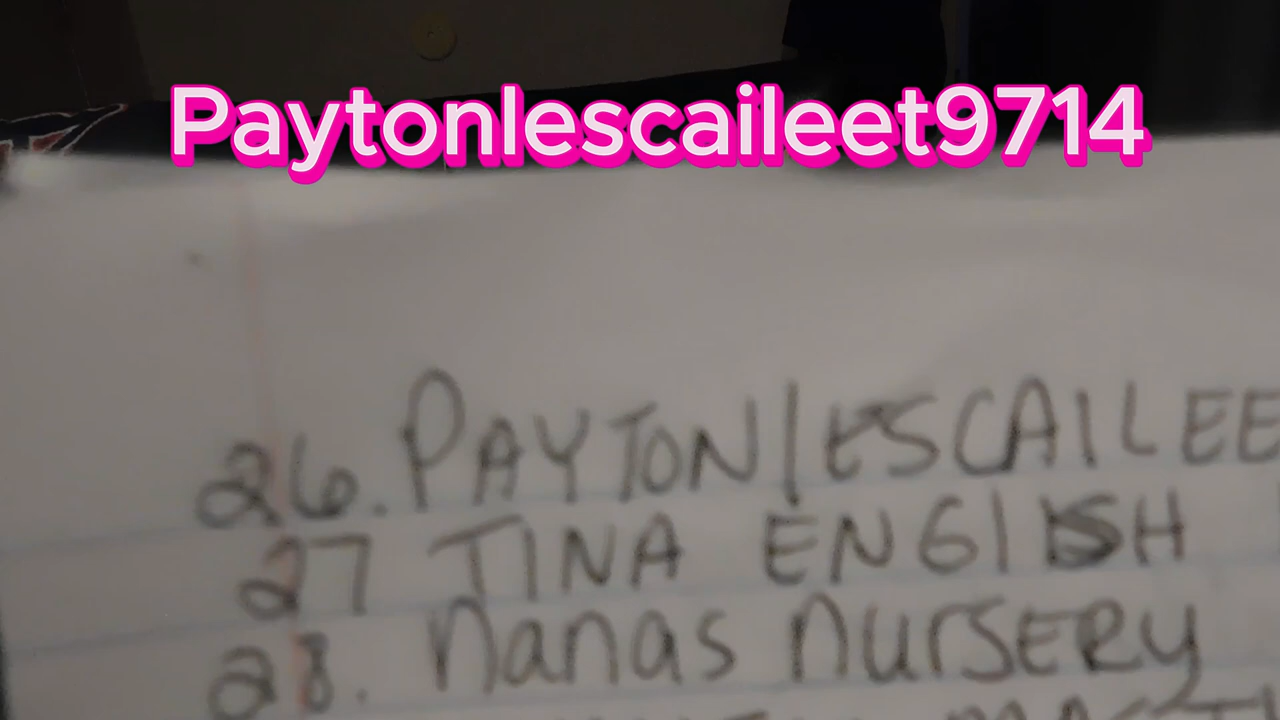 Paytonlescaileet9714
26. PAYTONlESCAILEE
27 TINA ENGlISH
28. nanas nurSERY